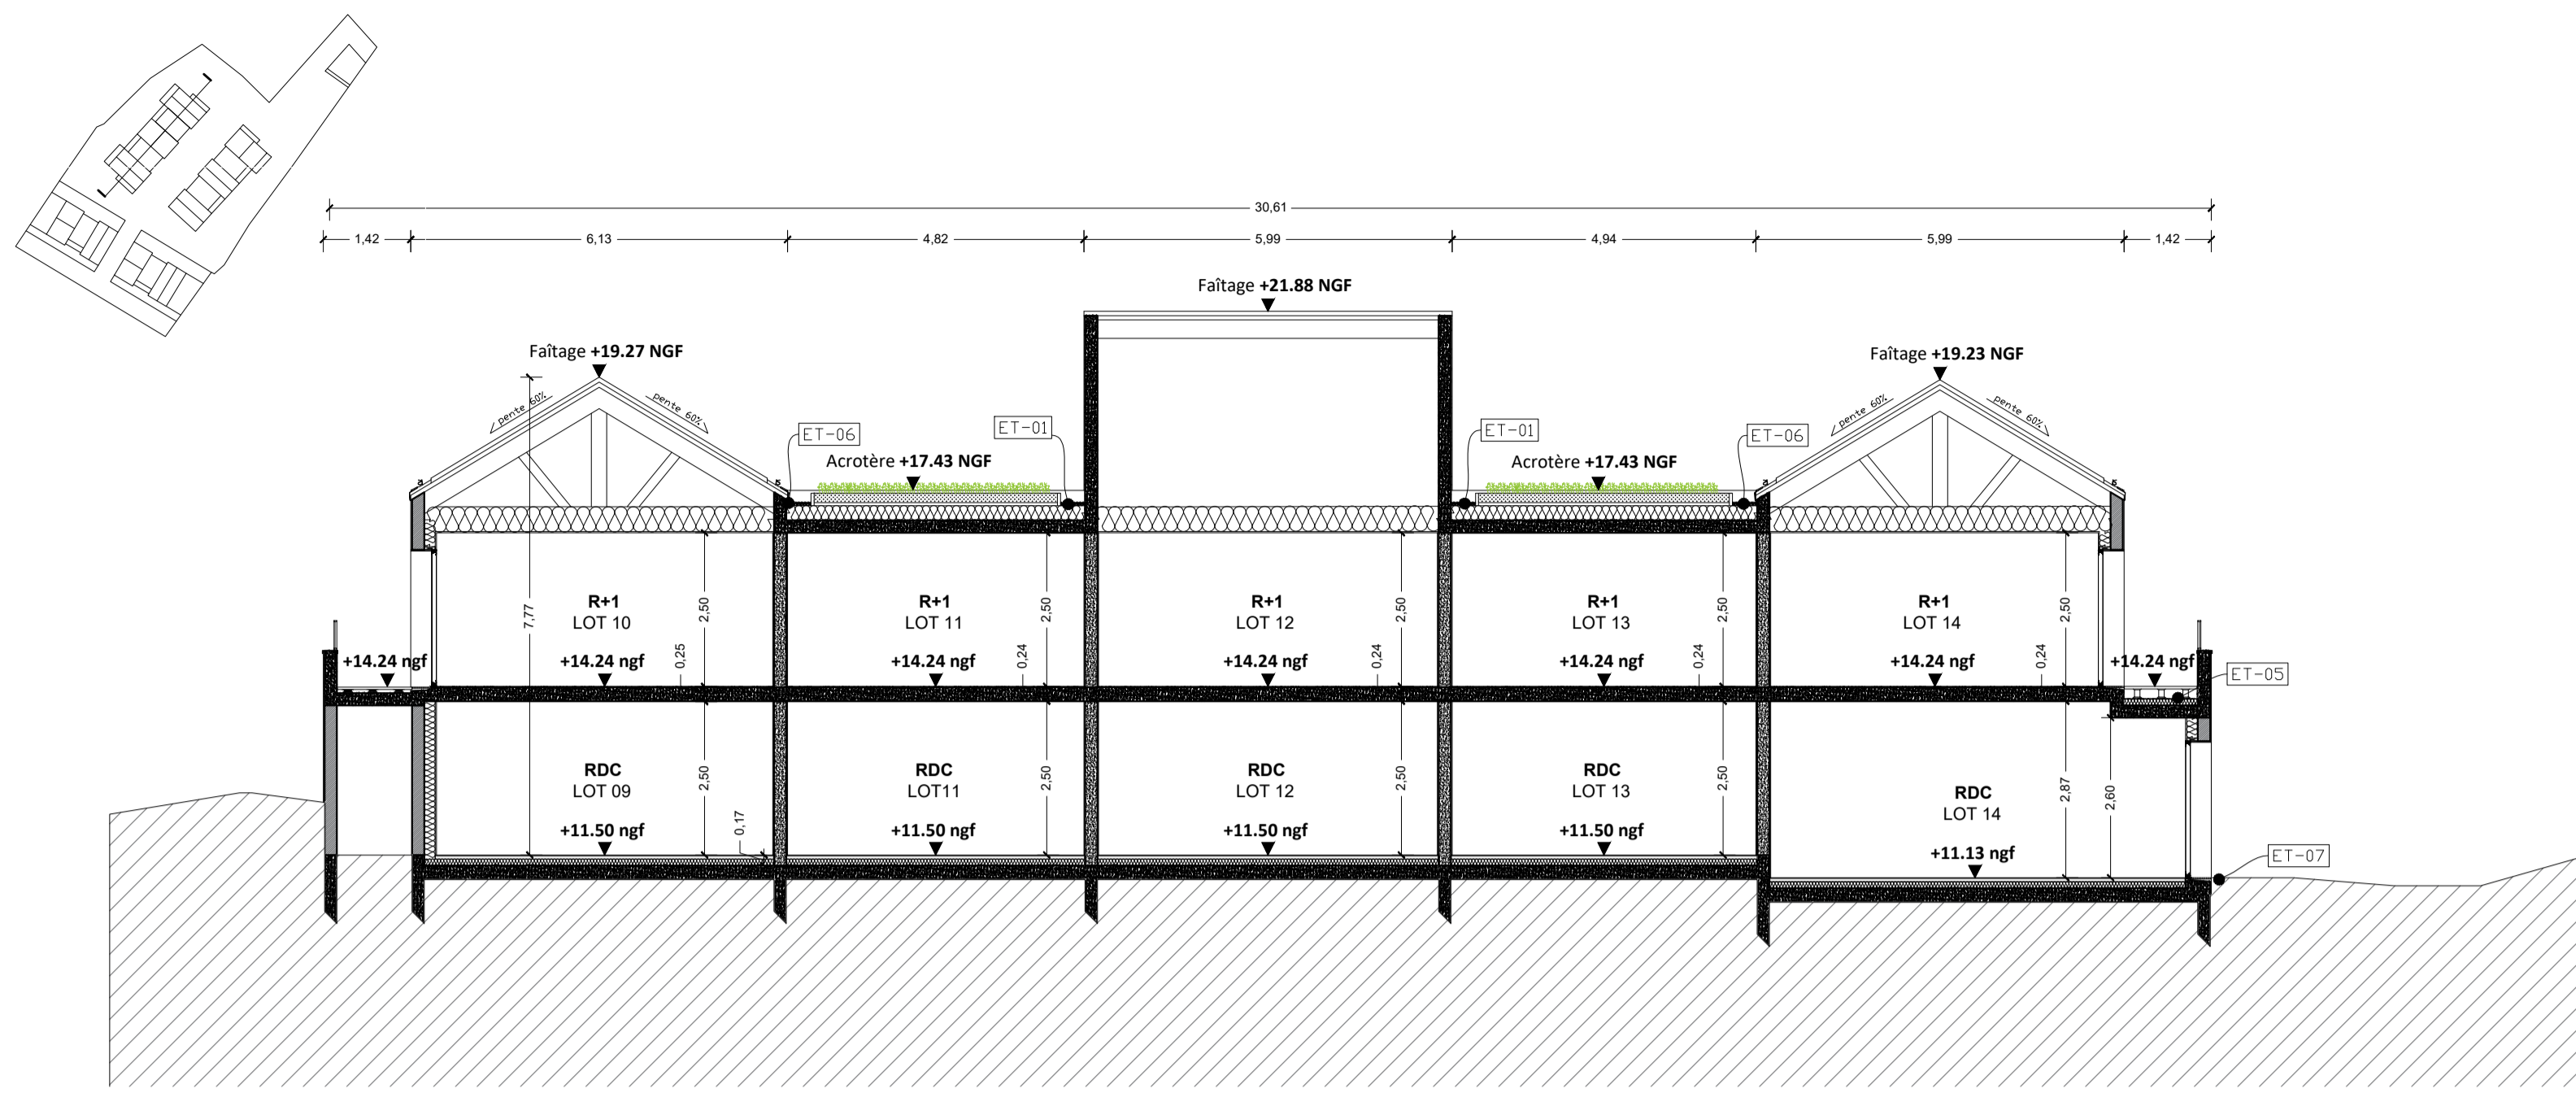 30,61
1,42
6,13
4,82
5,99
4,94
5,99
1,42
Faîtage +21.88 NGF
Faîtage +19.27 NGF
Faîtage +19.23 NGF
pente 60%
pente 60%
pente 60%
pente 60%
ET-06
ET-01
ET-01
ET-06
Acrotère +17.43 NGF
Acrotère +17.43 NGF
7,77
R+1
LOT 10
+14.24 ngf
0,25
2,50
R+1
LOT 11
+14.24 ngf
0,24
2,50
R+1
LOT 12
+14.24 ngf
0,24
2,50
R+1
LOT 13
+14.24 ngf
0,24
2,50
R+1
LOT 14
+14.24 ngf
0,24
2,50
+14.24 ngf
+14.24 ngf
ET-05
RDC
LOT 09
+11.50 ngf
2,50
0,17
RDC
LOT11
+11.50 ngf
2,50
RDC
LOT 12
+11.50 ngf
2,50
RDC
LOT 13
+11.50 ngf
2,50
RDC
LOT 14
+11.13 ngf
2,87
2,60
ET-07